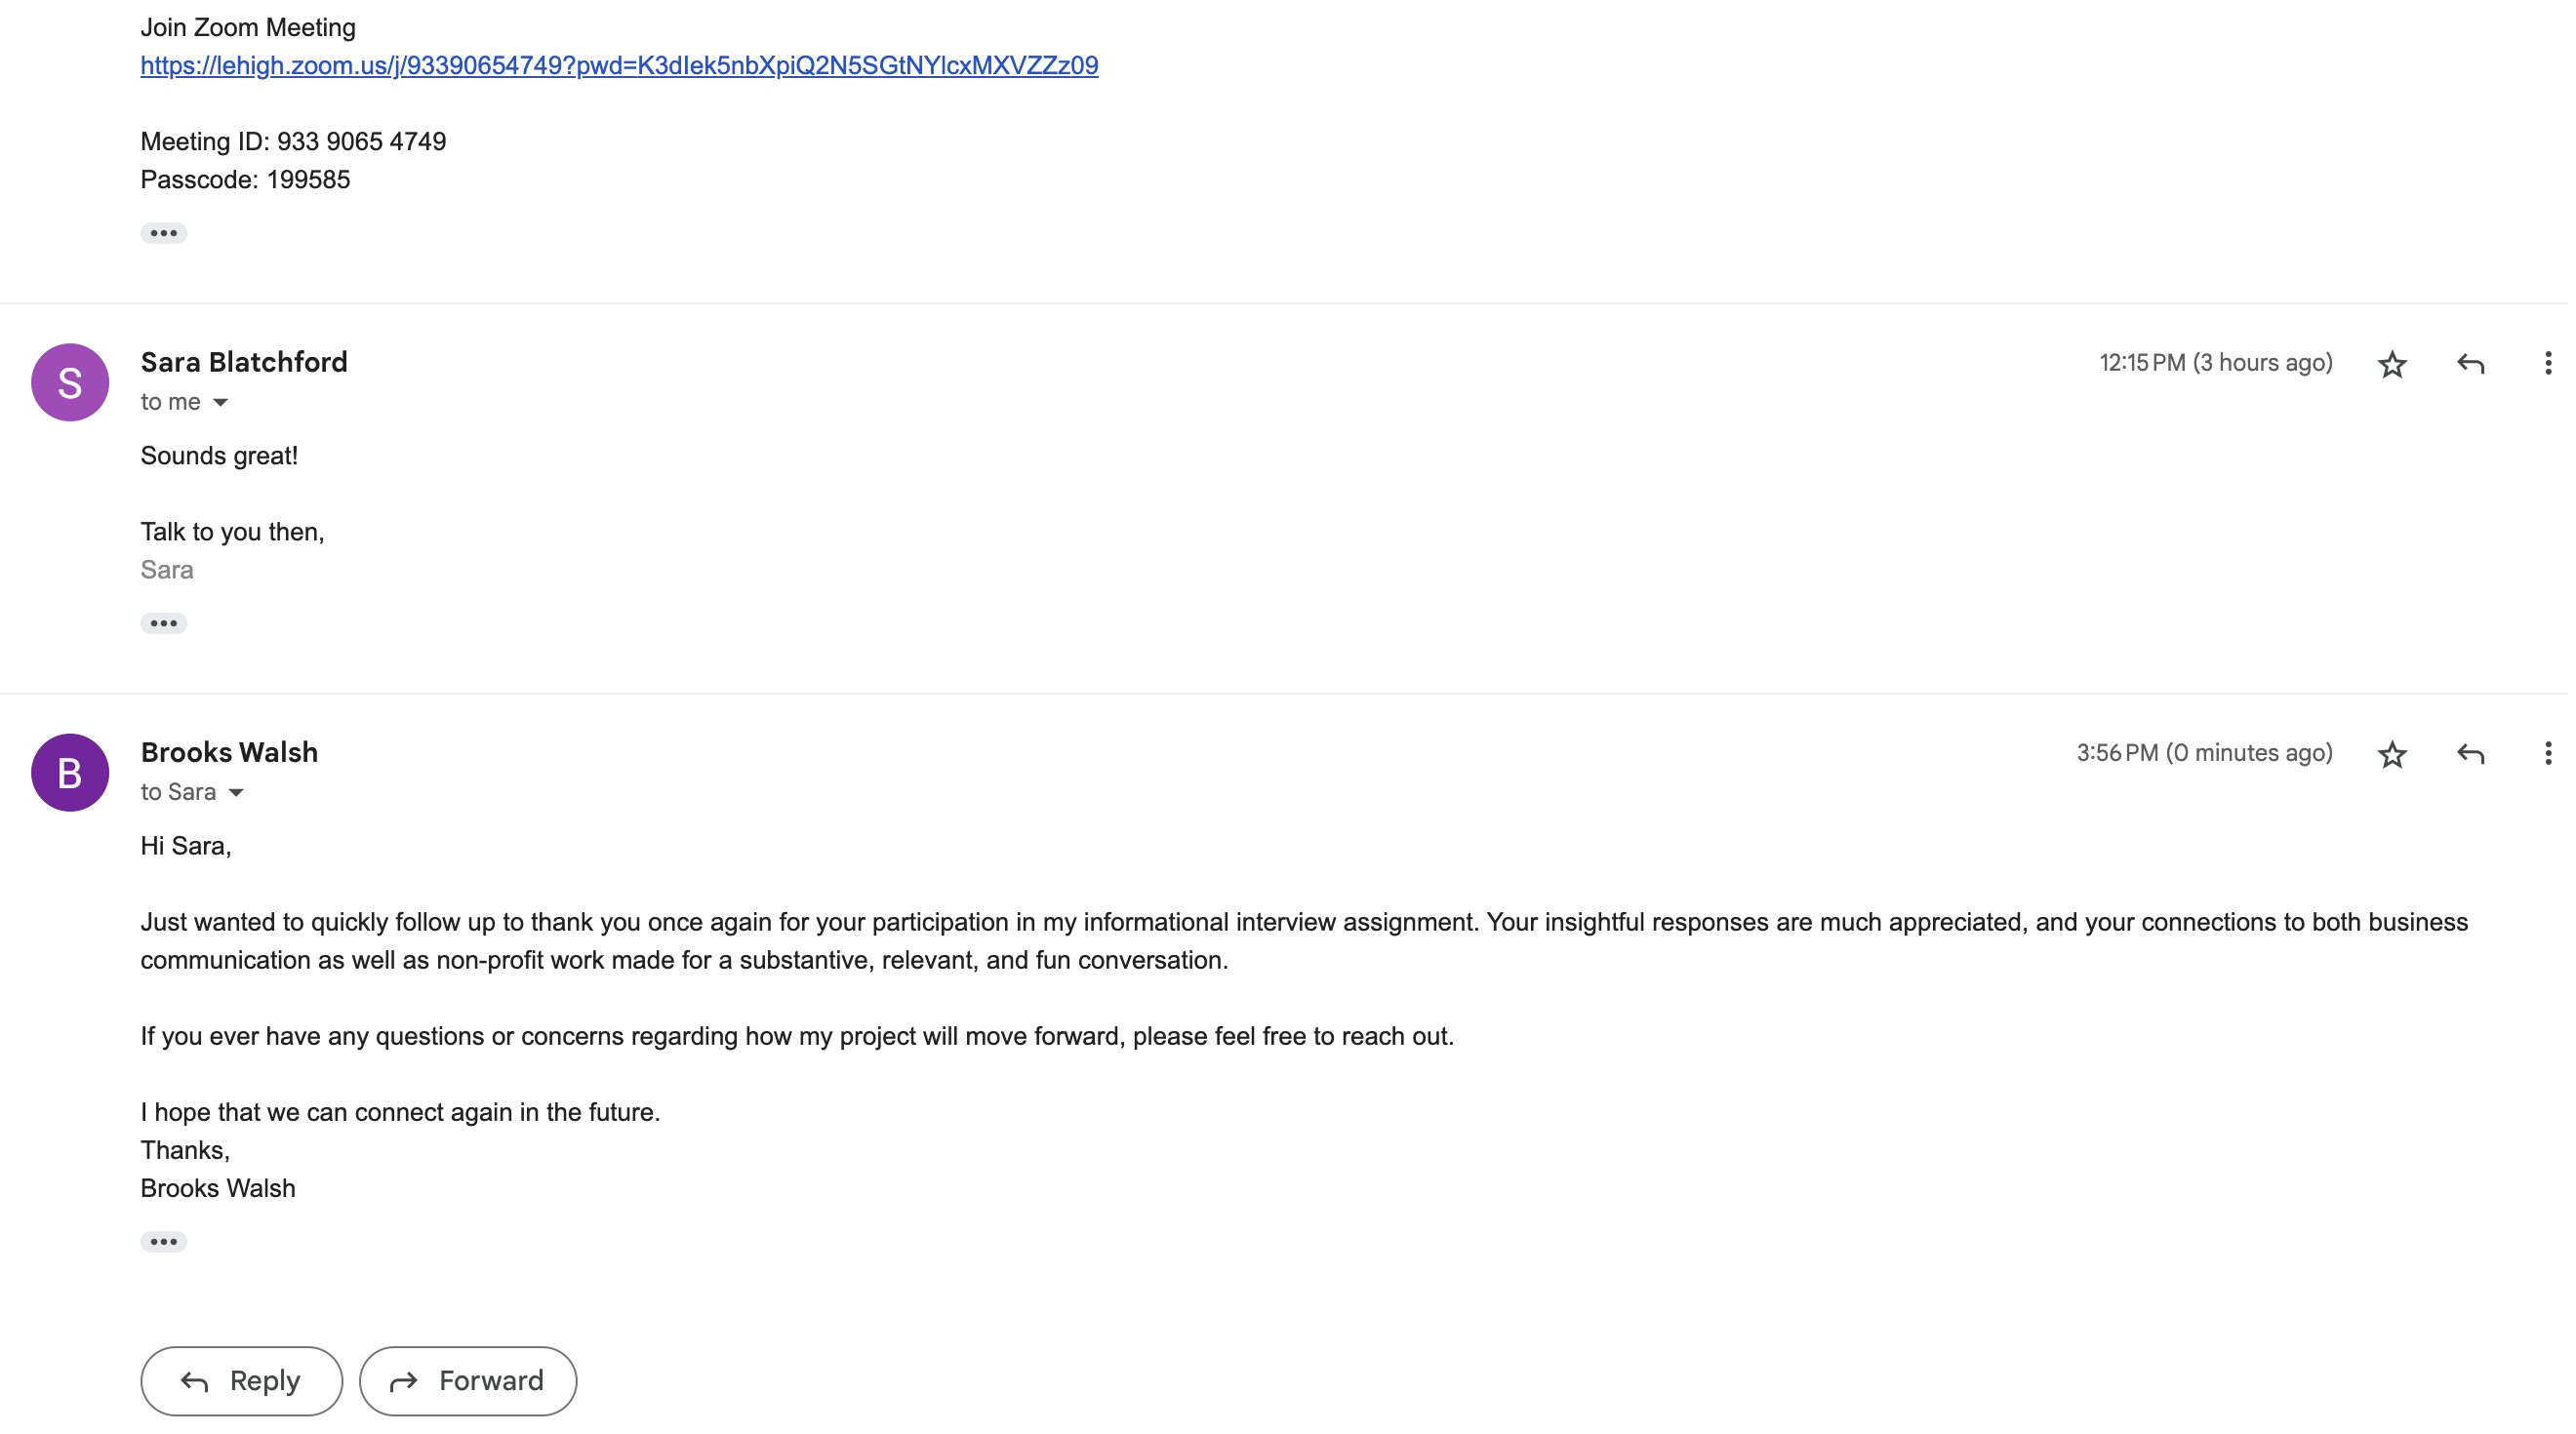 Join Zoom Meeting
https://lehigh.zoom.us/j/93390654749?pwd=K3dIek5nbXpiQ2N5SGtNYlcxMXVZZz09
Meeting ID: 933 9065 4749
Passcode: 199585
S
Sara Blatchford
12:15 PM (3 hours ago)
to me
Sounds great!
Talk to you then,
Sara
B
Brooks Walsh
3:56 PM (0 minutes ago)
to Sara
Hi Sara,
Just wanted to quickly follow up to thank you once again for your participation in my informational interview assignment. Your insightful responses are much appreciated, and your connections to both business
communication as well as non-profit work made for a substantive, relevant, and fun conversation.
If you ever have any questions or concerns regarding how my project will move forward, please feel free to reach out.
I hope that we can connect again in the future.
Thanks,
Brooks Walsh
Reply
Forward